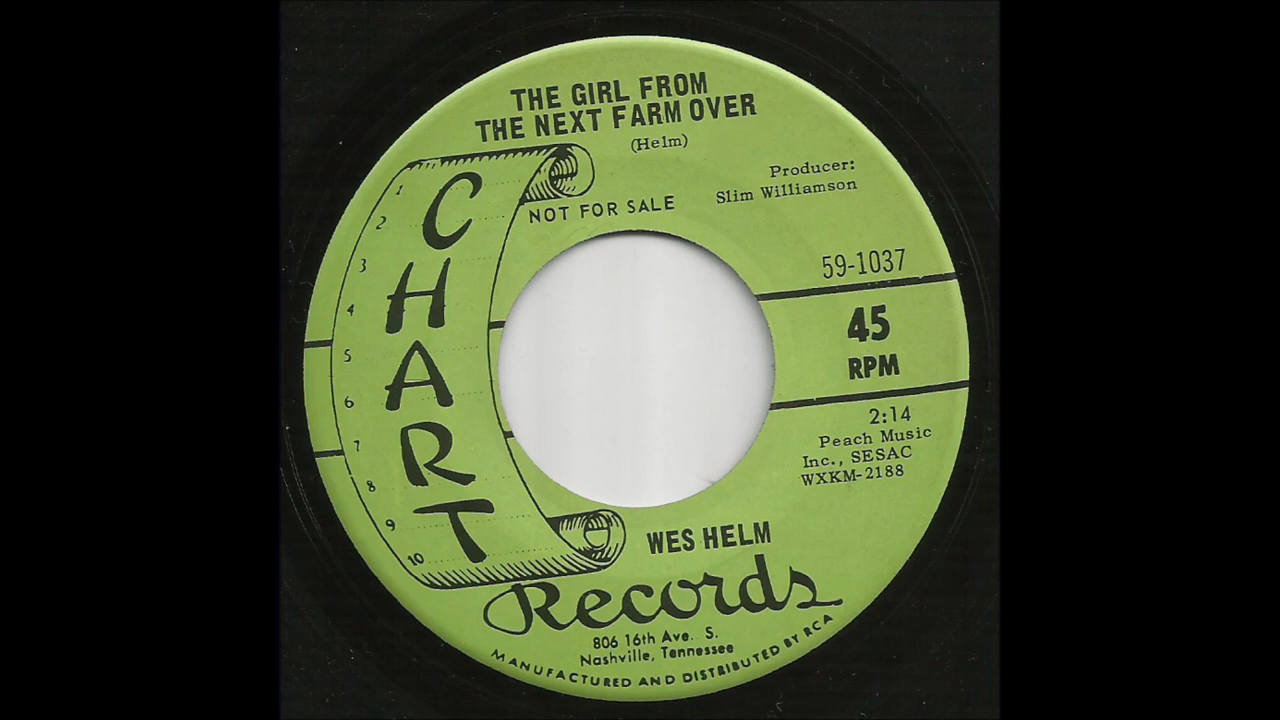 THE GIRL FROM
THE NEXT FARM OVER
(Helm)
Producer:
Slim Williamson
NOT FOR SALE
1
2
3
4
5
6
7
8
9
10
CHART
59-1037
45
RPM
2:14
Peach Music
Inc., SESAC
WXKM-2188
WES HELM
Records
806 16th Ave. S.
Nashville, Tennessee
MANUFACTURED AND DISTRIBUTED BY RCA